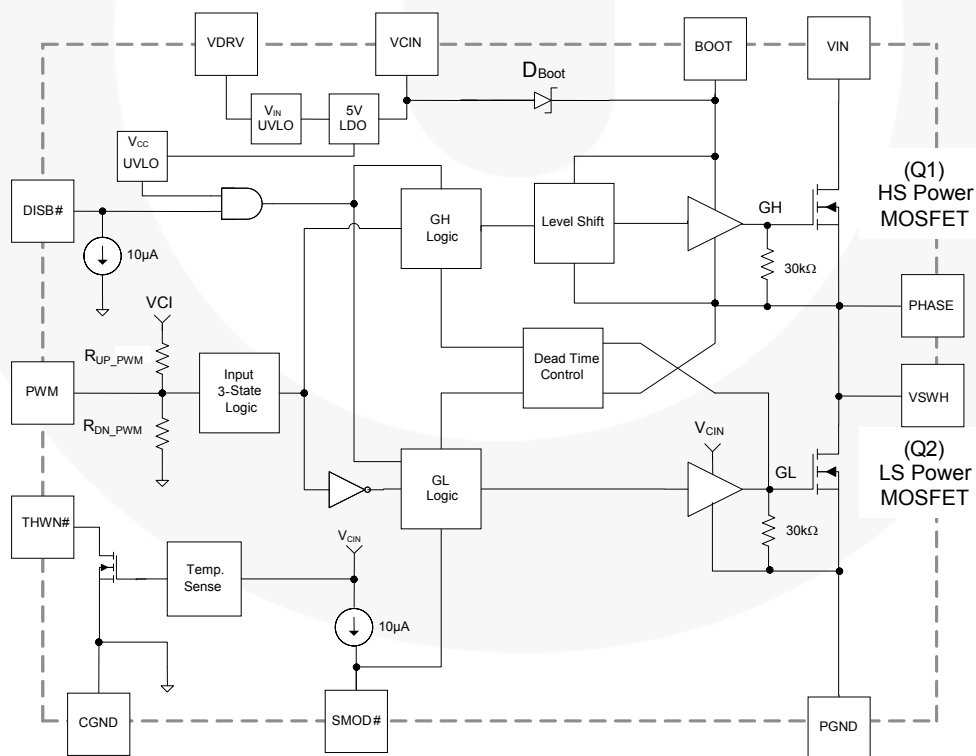 VDRV
VCIN
BOOT
VIN
DBoot
VIN
UVLO
5V
LDO
VCC
UVLO
(Q1)
HS Power
MOSFET
DISB#
10µA
GH
Logic
Level Shift
GH
30kΩ
VCI
PHASE
RUP_PWM
Dead Time
Control
PWM
Input
3-State
Logic
VSWH
RDN_PWM
VCIN
(Q2)
LS Power
MOSFET
GL
Logic
GL
THWN#
30kΩ
VCIN
Temp.
Sense
10µA
CGND
SMOD#
PGND